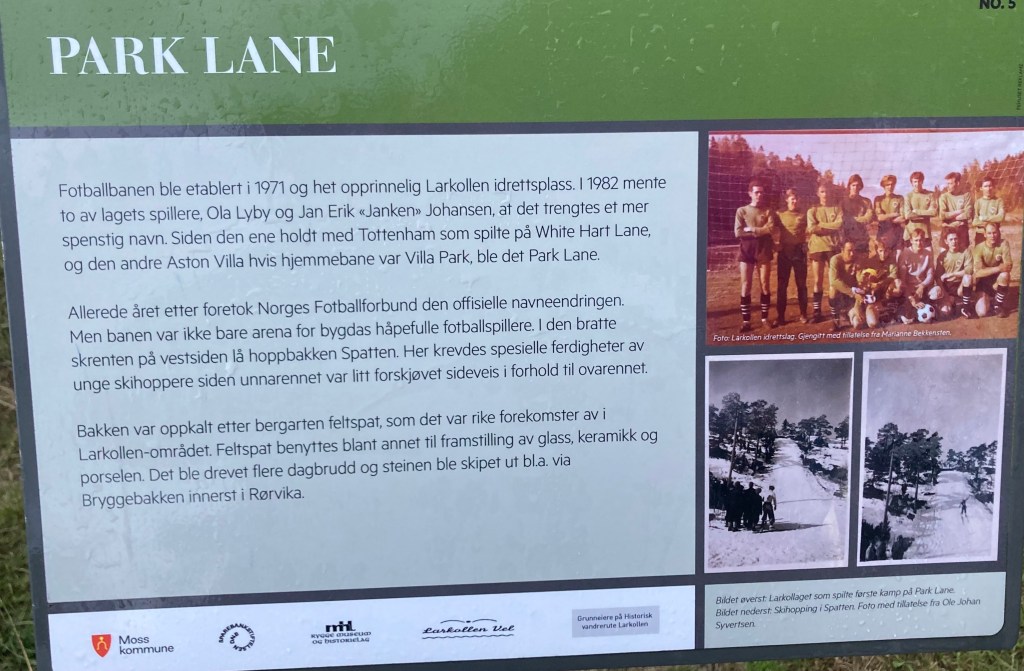 NO. 5
PARK LANE
Fotballbanen ble etablert i 1971 og het opprinnelig Larkollen idrettsplass. I 1982 mente
to av lagets spillere, Ola Lyby og Jan Erik «Janken» Johansen, at det trengtes et mer
spenstig navn. Siden den ene holdt med Tottenham som spilte på White Hart Lane,
og den andre Aston Villa hvis hjemmebane var Villa Park, ble det Park Lane.
Allerede året etter foretok Norges Fotballforbund den offisielle navneendringen.
Men banen var ikke bare arena for bygdas håpefulle fotballspillere. I den bratte
skrenten på vestsiden lå hoppbakken Spatten. Her krevdes spesielle ferdigheter av
unge skihoppere siden unnarennet var litt forskjøvet sideveis i forhold til ovarennet.
Bakken var oppkalt etter bergarten feltspat, som det var rike forekomster av i
Larkollen-området. Feltspat benyttes blant annet til framstilling av glass, keramikk og
porselen. Det ble drevet flere dagbrudd og steinen ble skipet ut bl.a. via
Bryggebakken innerst i Rørvika.
Foto: Larkollen idrettslag. Gjengitt med tillatelse fra Marianne Bekkensten.
Bildet øverst: Larkollaget som spilte første kamp på Park Lane.
Bildet nederst: Skihopping i Spatten. Foto med tillatelse fra Ole Johan
Syvertsen.
Moss
kommune
SPAREBANKSTIFTELSEN
DNB
RYGGE MUSEUM
OG HISTORIELAG
Larkollen Vel
Grunneiere på Historisk
vandrerute Larkollen